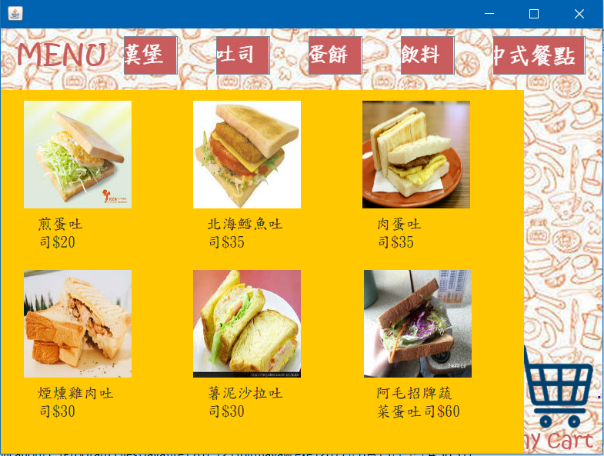 MENU
漢堡
吐司
蛋餅
飲料
中式餐點
煎蛋吐
司$20
北海鱈魚吐
司$35
肉蛋吐
司$35
煙燻雞肉吐
司$30
薯泥沙拉吐
司$30
阿毛招牌蔬
菜蛋吐司$60
my Cart